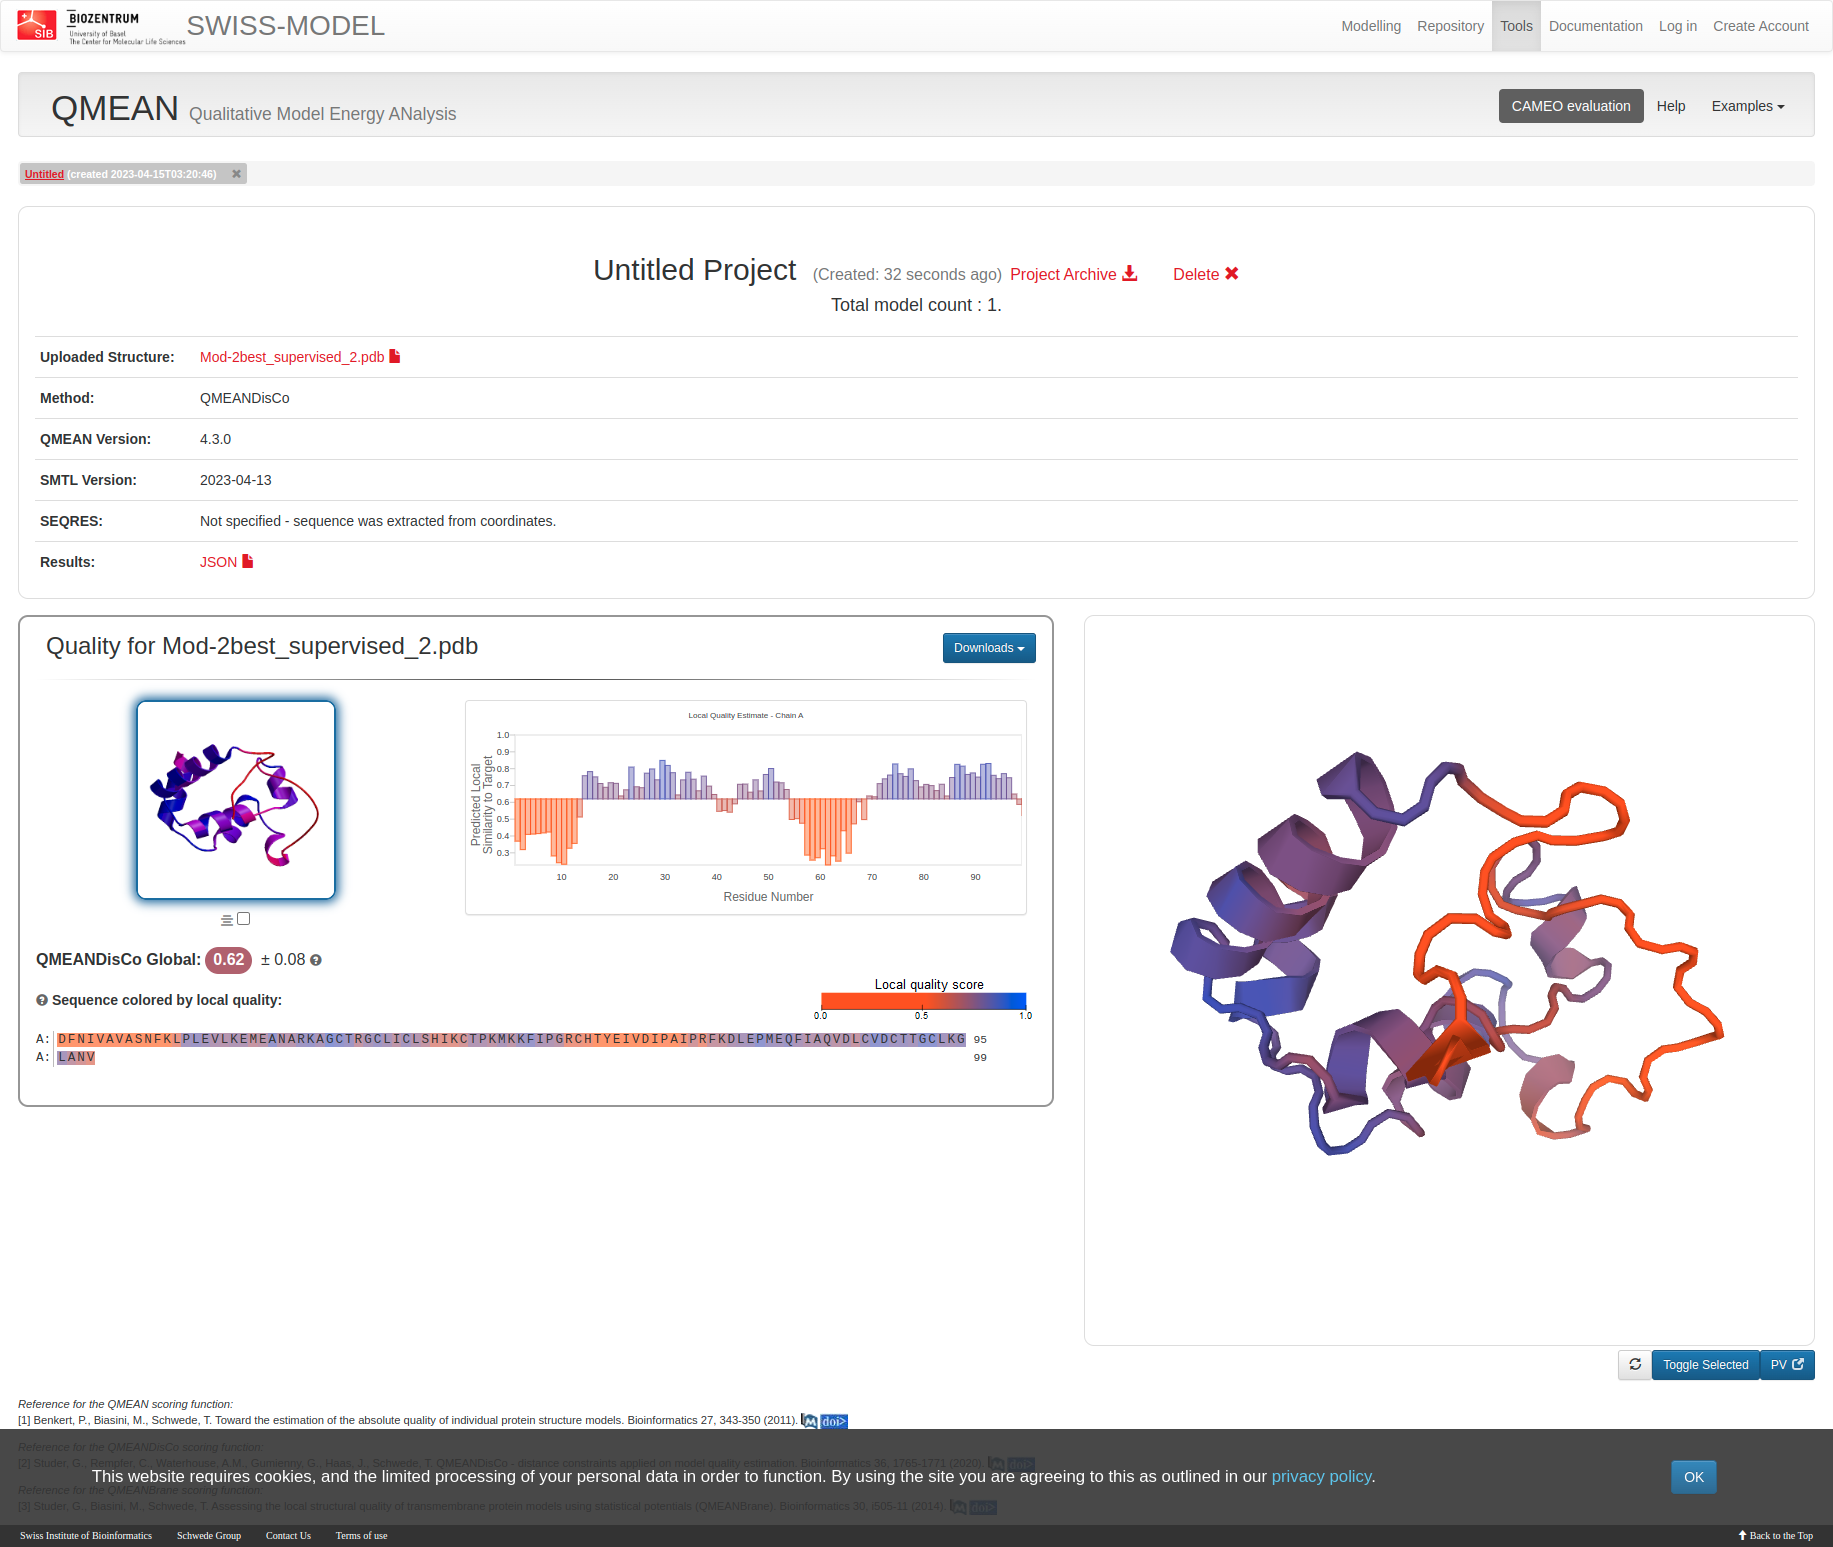 SIB
BIOZENTRUM
University of Basel
The Center for Molecular Life Sciences
SWISS-MODEL
Modelling Repository Tools Documentation Log in Create Account
QMEAN Qualitative Model Energy ANalysis
CAMEO evaluation Help Examples
Untitled (created 2023-04-15T03:20:46)
Untitled Project (Created: 32 seconds ago) Project Archive Delete
Total model count : 1.
Uploaded Structure: Mod-2best_supervised_2.pdb
Method: QMEANDisCo
QMEAN Version: 4.3.0
SMTL Version: 2023-04-13
SEQRES: Not specified - sequence was extracted from coordinates.
Results: JSON
Quality for Mod-2best_supervised_2.pdb
Downloads
Local Quality Estimate - Chain A
Predicted Local
Similarity to Target
1.0
0.9
0.8
0.7
0.6
0.5
0.4
0.3
10 20 30 40 50 60 70 80 90
Residue Number
QMEANDisCo Global: 0.62 ± 0.08
Sequence colored by local quality:
Local quality score
0.0 0.5 1.0
A: DFNIVAVASNFKLPLEVLKEMEANARKAGCTRGCLICLSHIKCTPKMKKFIPGRCHTYEIVDIPAIPRFKDLEPMEQFIAQVDLCVDCTTGCLKG 95
A: LANV 99
Toggle Selected PV
Reference for the QMEAN scoring function:
[1] Benkert, P., Biasini, M., Schwede, T. Toward the estimation of the absolute quality of individual protein structure models. Bioinformatics 27, 343-350 (2011). M doi>
Reference for the QMEANDisCo scoring function:
[2] Studer, G., Rempfer, C., Waterhouse, A.M., Gumienny, G., Haas, J., Schwede, T. QMEANDisCo - distance constraints applied on model quality estimation. Bioinformatics 36, 1765-1771 (2020). M doi>
This website requires cookies, and the limited processing of your personal data in order to function. By using the site you are agreeing to this as outlined in our privacy policy.
OK
Reference for the QMEANBrane scoring function:
[3] Studer, G., Biasini, M., Schwede, T. Assessing the local structural quality of transmembrane protein models using statistical potentials (QMEANBrane). Bioinformatics 30, i505-11 (2014). M doi>
Swiss Institute of Bioinformatics Schwede Group Contact Us Terms of use
Back to the Top